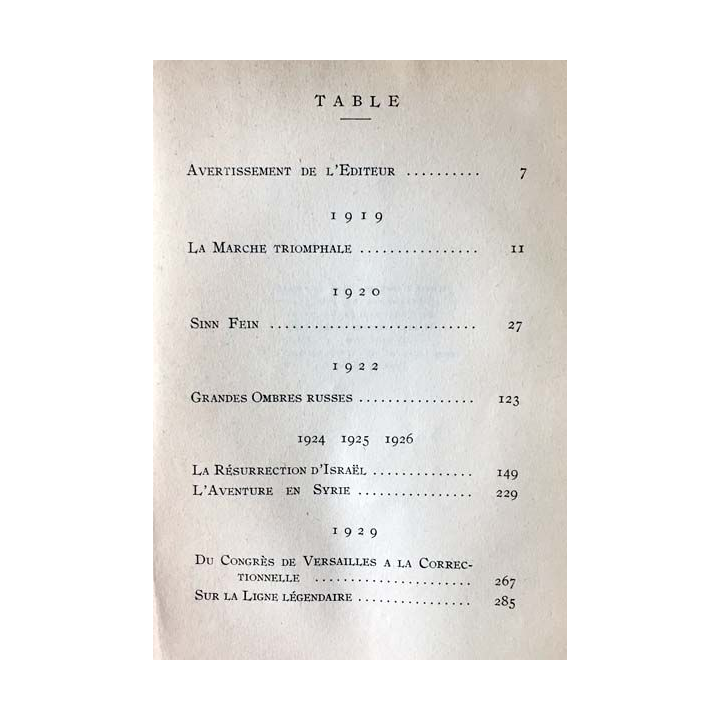 TABLE
AVERTISSEMENT DE L'EDITEUR .......... 7
1919
LA MARCHE TRIOMPHALE ................ 11
1920
SINN FEIN ............................ 27
1922
GRANDES OMBRES RUSSES ................ 123
1924 1925 1926
LA RÉSURRECTION D'ISRAËL .............. 149
L'AVENTURE EN SYRIE ................ 229
1929
DU CONGRÈS DE VERSAILLES A LA CORREC-
TIONNELLE ..................... 267
SUR LA LIGNE LÉGENDAIRE ................ 285